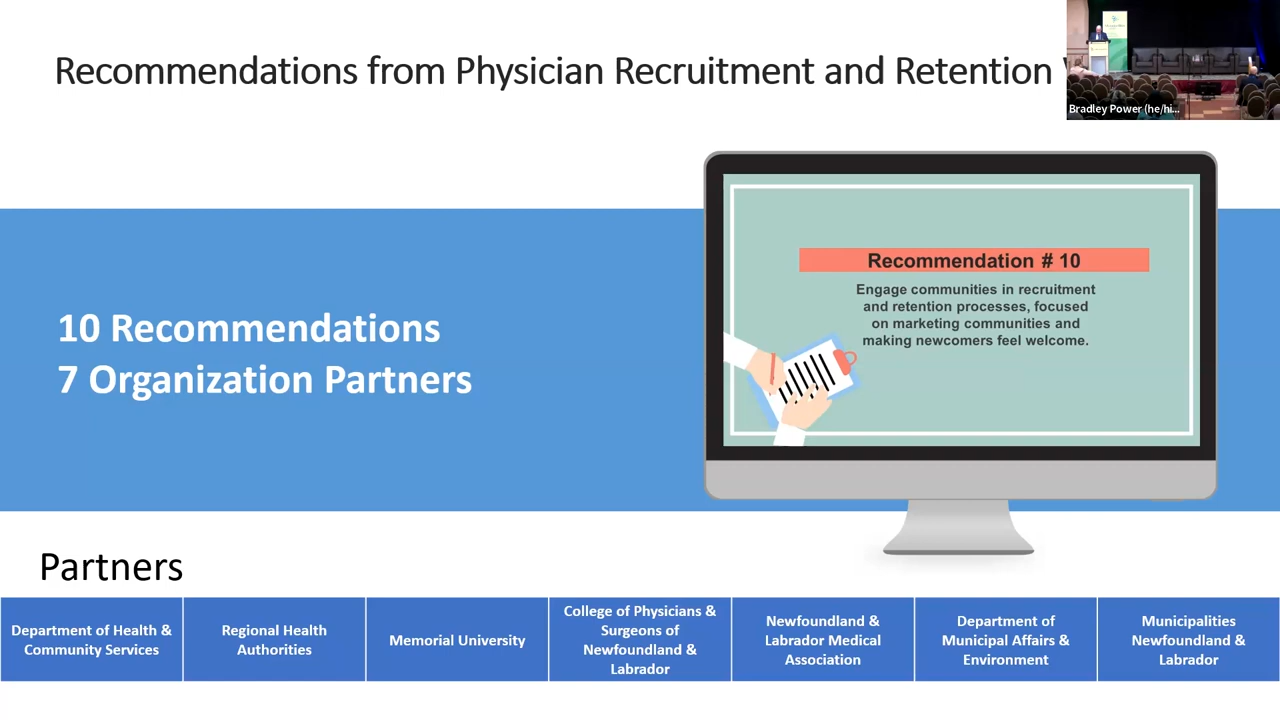 Recommendations from Physician Recruitment and Retention
Bradley Power (he/hi...
Recommendation # 10
Engage communities in recruitment
and retention processes, focused
on marketing communities and
making newcomers feel welcome.
10 Recommendations
7 Organization Partners
Partners
Department of Health &
Community Services
Regional Health
Authorities
Memorial University
College of Physicians &
Surgeons of
Newfoundland &
Labrador
Newfoundland &
Labrador Medical
Association
Department of
Municipal Affairs &
Environment
Municipalities
Newfoundland &
Labrador